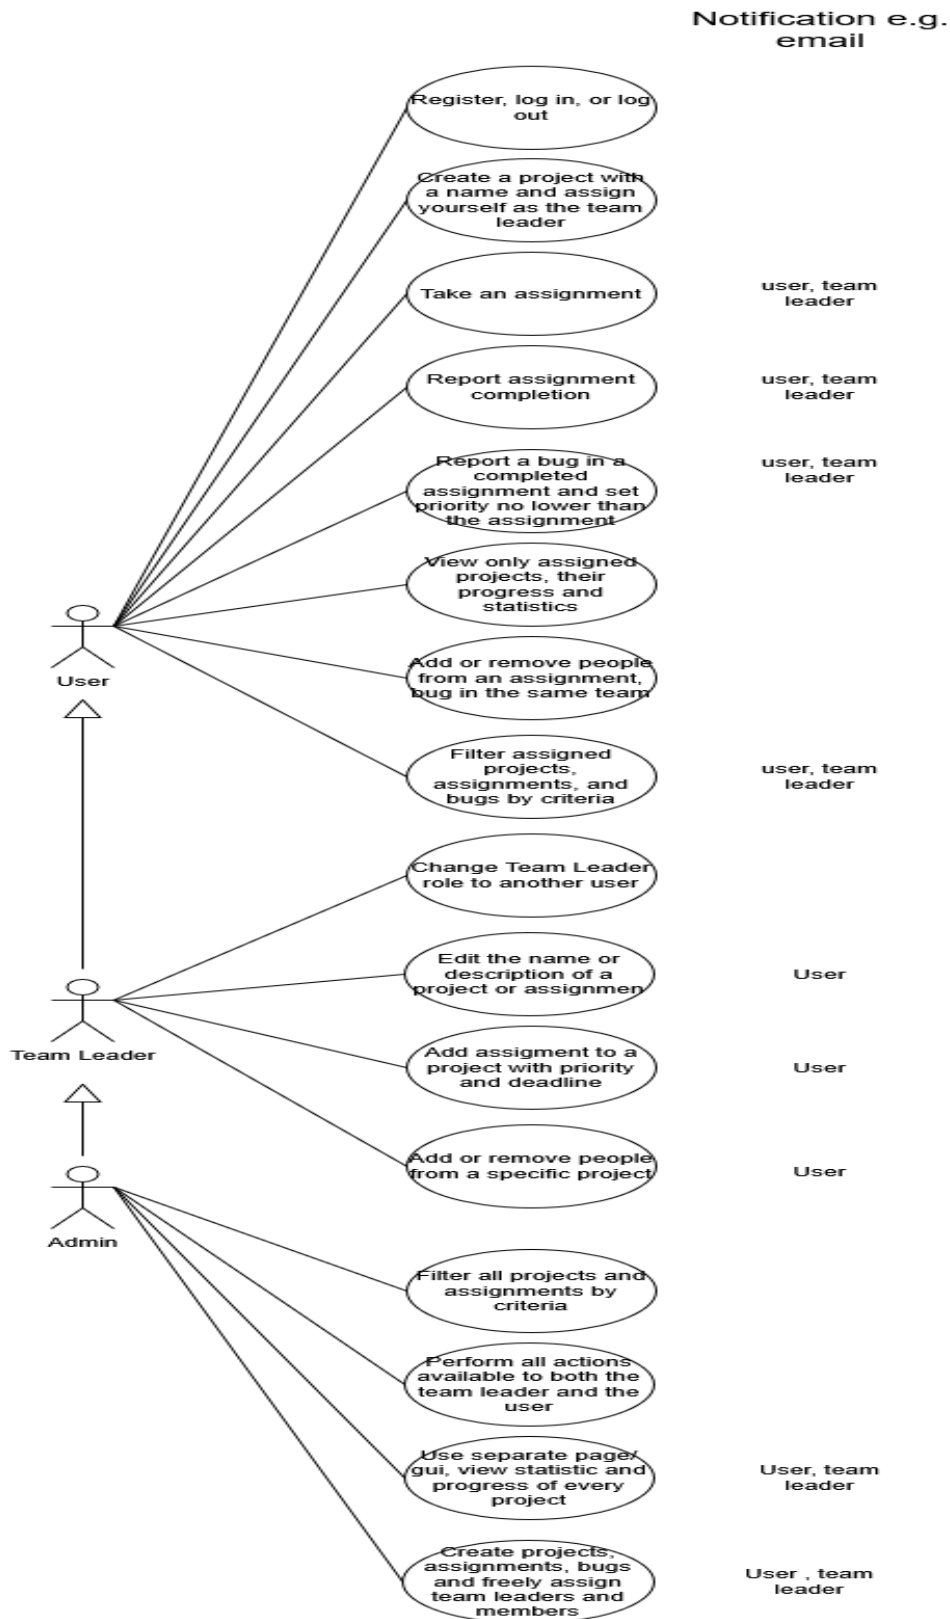 Notification e.g.
email
Register, log in, or log
out
Create a project with
a name and assign
yourself as the team
leader
Take an assignment
user, team
leader
Report assignment
completion
user, team
leader
Report a bug in a
completed
assignment and set
priority no lower than
the assignment
user, team
leader
View only assigned
projects, their
progress and
statistics
User
Add or remove people
from an assignment,
bug in the same team
Filter assigned
projects,
assignments, and
bugs by criteria
user, team
leader
Change Team Leader
role to another user
Edit the name or
description of a
project or assignmen
User
Team Leader
Add assigment to a
project with priority
and deadline
User
Add or remove people
from a specific project
User
Admin
Filter all projects and
assignments by
criteria
Perform all actions
available to both the
team leader and the
user
Use separate page/
gui, view statistic and
progress of every
project
User, team
leader
Create projects,
assignments, bugs
and freely assign
team leaders and
members
User , team
leader